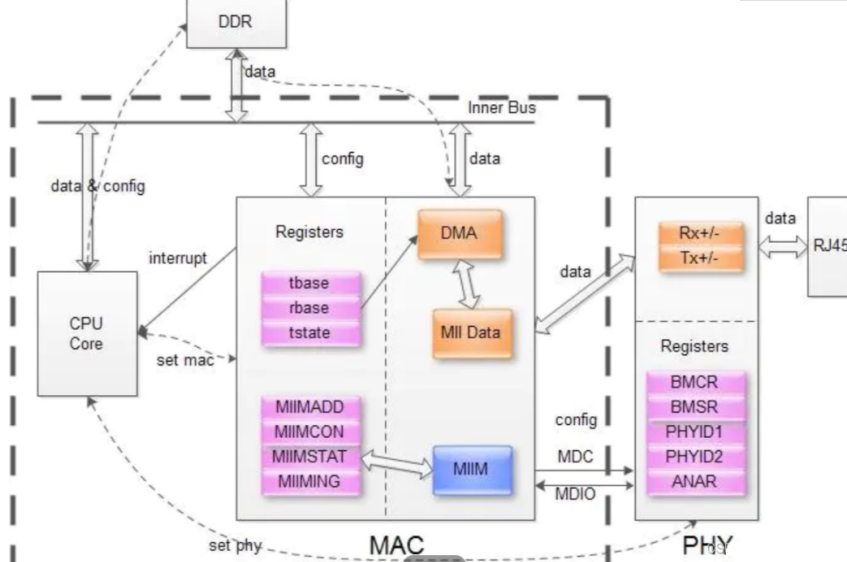 DDR
data
Inner Bus
data & config
config
data
Registers
DMA
Rx+/-
Tx+/-
data
RJ45
interrupt
data
tbase
rbase
tstate
MII Data
CPU
Core
set mac
Registers
BMCR
BMSR
PHYID1
PHYID2
ANAR
MIIMADD
MIIMCON
MIIMSTAT
MIIMING
MIIM
config
MDC
MDIO
set phy
MAC
PHY